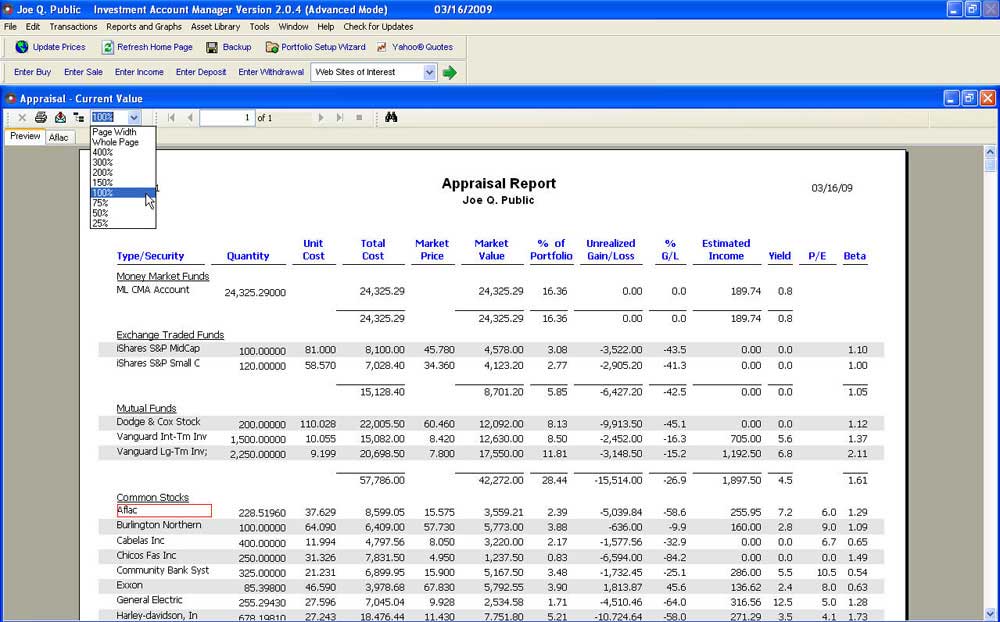 Joe Q. Public Investment Account Manager Version 2.0.4 (Advanced Mode) 03/16/2009
File Edit Transactions Reports and Graphs Asset Library Tools Window Help Check for Updates
Update Prices Refresh Home Page Backup Portfolio Setup Wizard Yahoo® Quotes
Enter Buy Enter Sale Enter Income Enter Deposit Enter Withdrawal Web Sites of Interest
Appraisal - Current Value
100% 1 of 1
Preview Aflac
Page Width
Whole Page
400%
300%
200%
150%
100%
75%
50%
25%
1
Appraisal Report 03/16/09
Joe Q. Public
Unit Total Market Market % of Unrealized % Estimated
Type/Security Quantity Cost Cost Price Value Portfolio Gain/Loss G/L Income Yield P/E Beta
Money Market Funds
ML CMA Account 24,325.29000 24,325.29 24,325.29 16.36 0.00 0.0 189.74 0.8
24,325.29 24,325.29 16.36 0.00 0.0 189.74 0.8
Exchange Traded Funds
iShares S&P MidCap 100.00000 81.000 8,100.00 45.780 4,578.00 3.08 -3,522.00 -43.5 0.00 0.0 1.10
iShares S&P Small C 120.00000 58.570 7,028.40 34.360 4,123.20 2.77 -2,905.20 -41.3 0.00 0.0 1.00
15,128.40 8,701.20 5.85 -6,427.20 -42.5 0.00 0.0 1.05
Mutual Funds
Dodge & Cox Stock 200.00000 110.028 22,005.50 60.460 12,092.00 8.13 -9,913.50 -45.1 0.00 0.0 1.12
Vanguard Int-Tm Inv 1,500.00000 10.055 15,082.00 8.420 12,630.00 8.50 -2,452.00 -16.3 705.00 5.6 1.37
Vanguard Lg-Tm Inv; 2,250.00000 9.199 20,698.50 7.800 17,550.00 11.81 -3,148.50 -15.2 1,192.50 6.8 2.11
57,786.00 42,272.00 28.44 -15,514.00 -26.9 1,897.50 4.5 1.61
Common Stocks
Aflac 228.51960 37.629 8,599.05 15.575 3,559.21 2.39 -5,039.84 -58.6 255.95 7.2 6.0 1.29
Burlington Northern 100.00000 64.090 6,409.00 57.730 5,773.00 3.88 -636.00 -9.9 160.00 2.8 9.0 1.09
Cabelas Inc 400.00000 11.994 4,797.56 8.050 3,220.00 2.17 -1,577.56 -32.9 0.00 0.0 6.7 0.65
Chicos Fas Inc 250.00000 31.326 7,831.50 4.950 1,237.50 0.83 -6,594.00 -84.2 0.00 0.0 0.0 1.49
Community Bank Syst 325.00000 21.231 6,899.95 15.900 5,167.50 3.48 -1,732.45 -25.1 286.00 5.5 10.5 0.54
Exxon 85.39800 46.590 3,978.68 67.830 5,792.55 3.90 1,813.87 45.6 136.62 2.4 8.0 0.63
General Electric 255.29430 27.596 7,045.04 9.928 2,534.58 1.71 -4,510.46 -64.0 316.56 12.5 5.0 1.28
Harley-davidson, In 678.19810 27.243 18,476.44 11.430 7,751.80 5.21 -10,724.64 -58.0 271.29 3.5 4.1 1.73